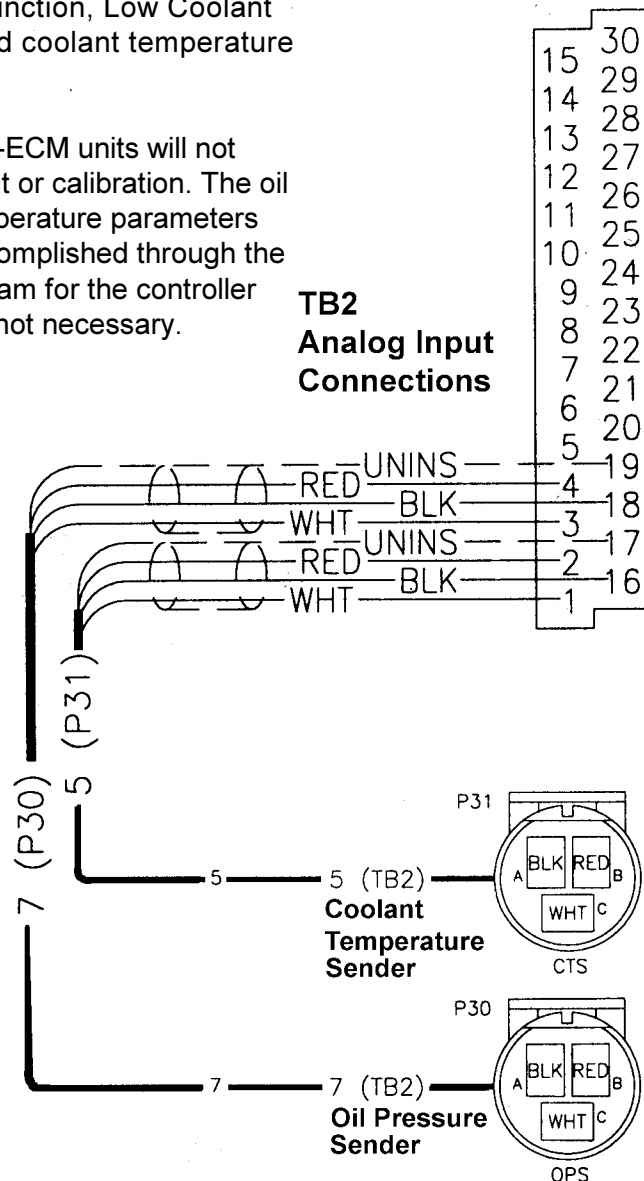 inction, Low Coolant
d coolant temperature
-ECM units will not
t or calibration. The oil
perature parameters
omplished through the
am for the controller
not necessary.
TB2
Analog Input
Connections
15 30
14 29
13 28
12 27
11 26
10 25
9 24
8 23
7 22
6 21
5 20
UNINS 19
RED 4
BLK 18
WHT 3
UNINS 17
RED 2
BLK 16
WHT 1
7 (P30)
5 (P31)
P31
5 5 (TB2)
Coolant
Temperature
Sender
A BLK RED B
WHT C
CTS
P30
7 7 (TB2)
Oil Pressure
Sender
A BLK RED B
WHT C
OPS